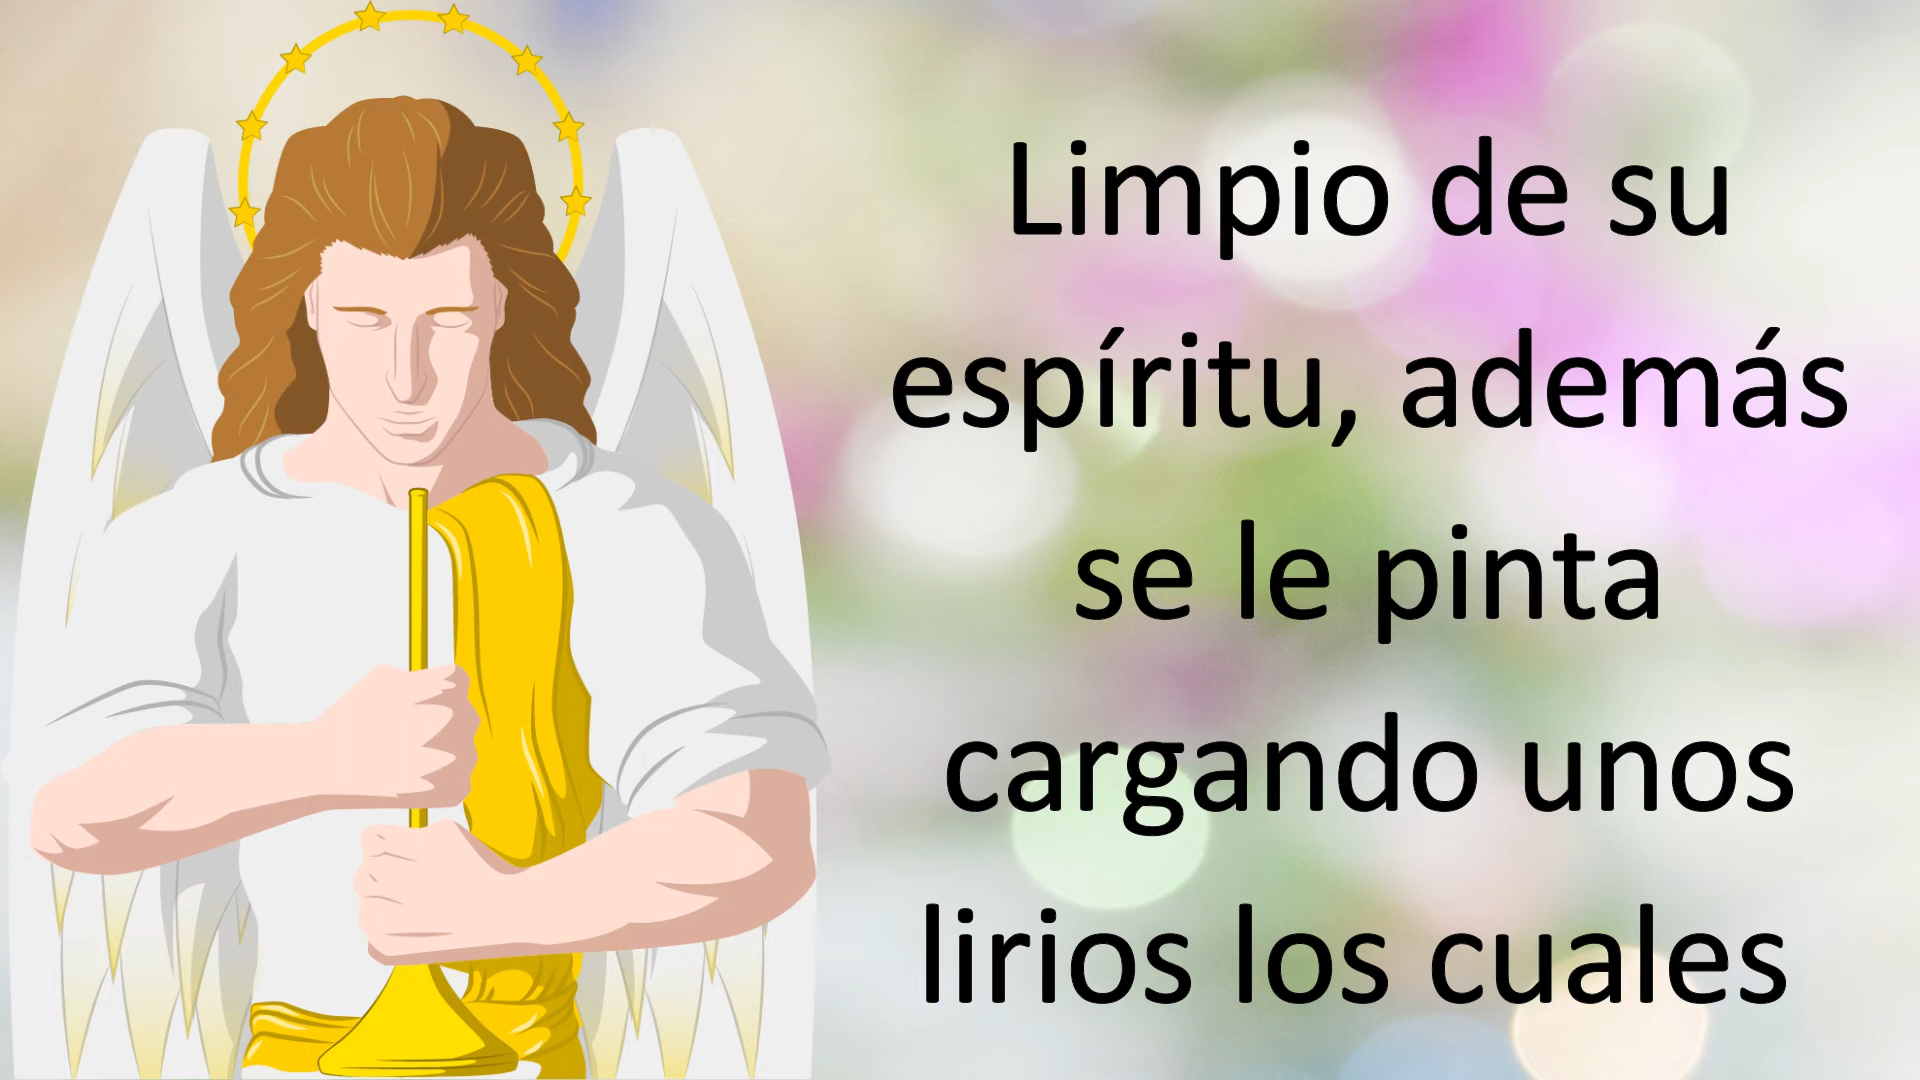 Limpio de su
espíritu, además
se le pinta
cargando unos
lirios los cuales